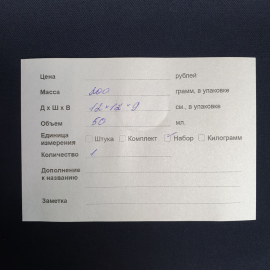 Цена рублей
Масса 200 грамм, в упаковке
Д х Ш х В 12*12*9 см, в упаковке
Объем 50 мл.
Единица
измерения Штука Комплект Набор Килограмм
Количество 1
Дополнение
к названию
Заметка